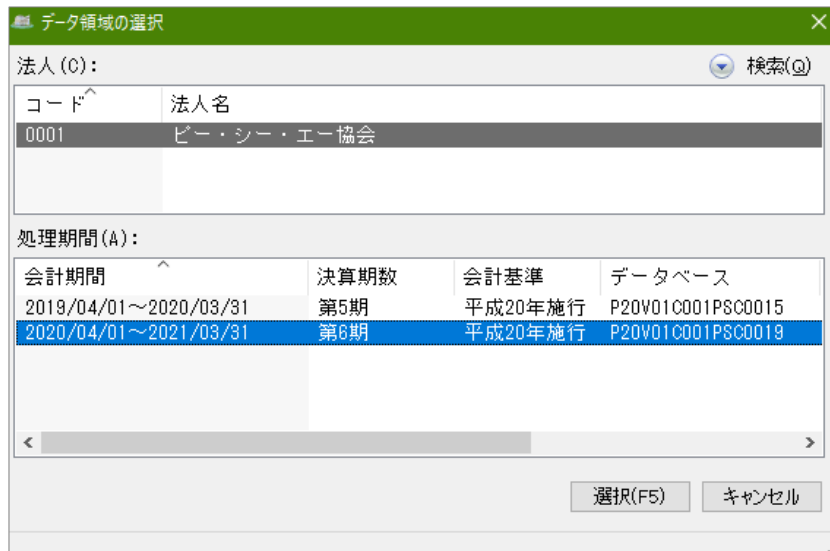 データ領域の選択
法人(C): 検索(Q)
コード 法人名
0001 ピー・シー・エー協会
処理期間(A):
会計期間 決算期数 会計基準 データベース
2019/04/01～2020/03/31 第5期 平成20年施行 P20V01C001PSC0015
2020/04/01～2021/03/31 第6期 平成20年施行 P20V01C001PSC0019
選択(F5) キャンセル